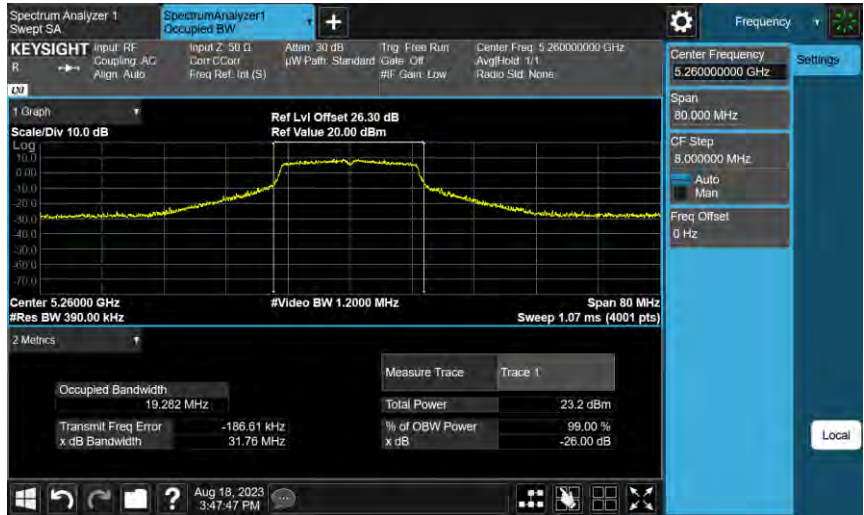 Spectrum Analyzer 1
Swept SA
SpectrumAnalyzer1
Occupied BW
Frequency
KEYSIGHT
R
LXI
Input: RF
Coupling: AC
Align: Auto
Input Z: 50 Ω
Corr CCorr
Freq Ref: Int (S)
Atten: 30 dB
µW Path: Standard
Trig: Free Run
Gate: Off
#IF Gain: Low
Center Freq: 5.260000000 GHz
Avg|Hold: 1/1
Radio Std: None
Center Frequency
5.260000000 GHz
Settings
Span
80.000 MHz
CF Step
8.000000 MHz
Auto
Man
Freq Offset
0 Hz
1 Graph
Scale/Div 10.0 dB
Ref Lvl Offset 26.30 dB
Ref Value 20.00 dBm
Log
10.0
0.00
-10.0
-20.0
-30.0
-40.0
-50.0
-60.0
-70.0
Center 5.26000 GHz
#Video BW 1.2000 MHz
Span 80 MHz
#Res BW 390.00 kHz
Sweep 1.07 ms (4001 pts)
2 Metrics
Measure Trace
Trace 1
Occupied Bandwidth
19.282 MHz
Total Power
23.2 dBm
Transmit Freq Error
-186.61 kHz
% of OBW Power
99.00 %
x dB Bandwidth
31.76 MHz
x dB
-26.00 dB
Local
Aug 18, 2023
3:47:47 PM